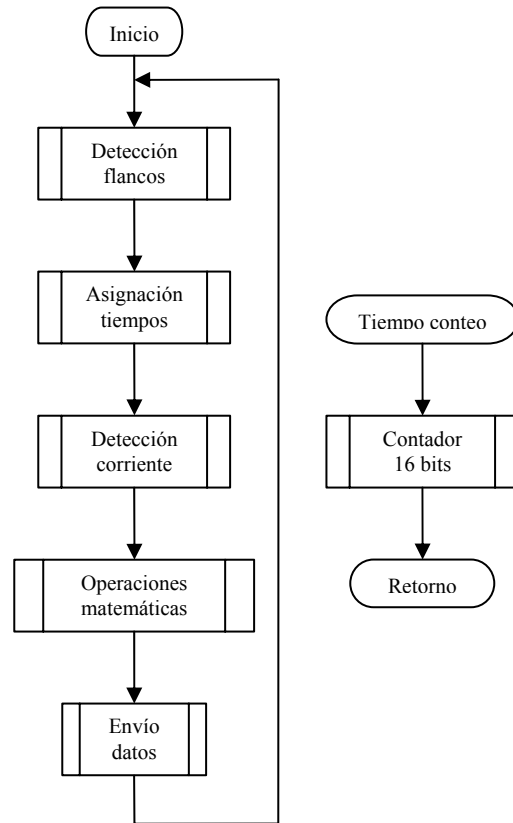 Inicio
Detección
flancos
Asignación
tiempos
Detección
corriente
Operaciones
matemáticas
Envío
datos
Tiempo conteo
Contador
16 bits
Retorno